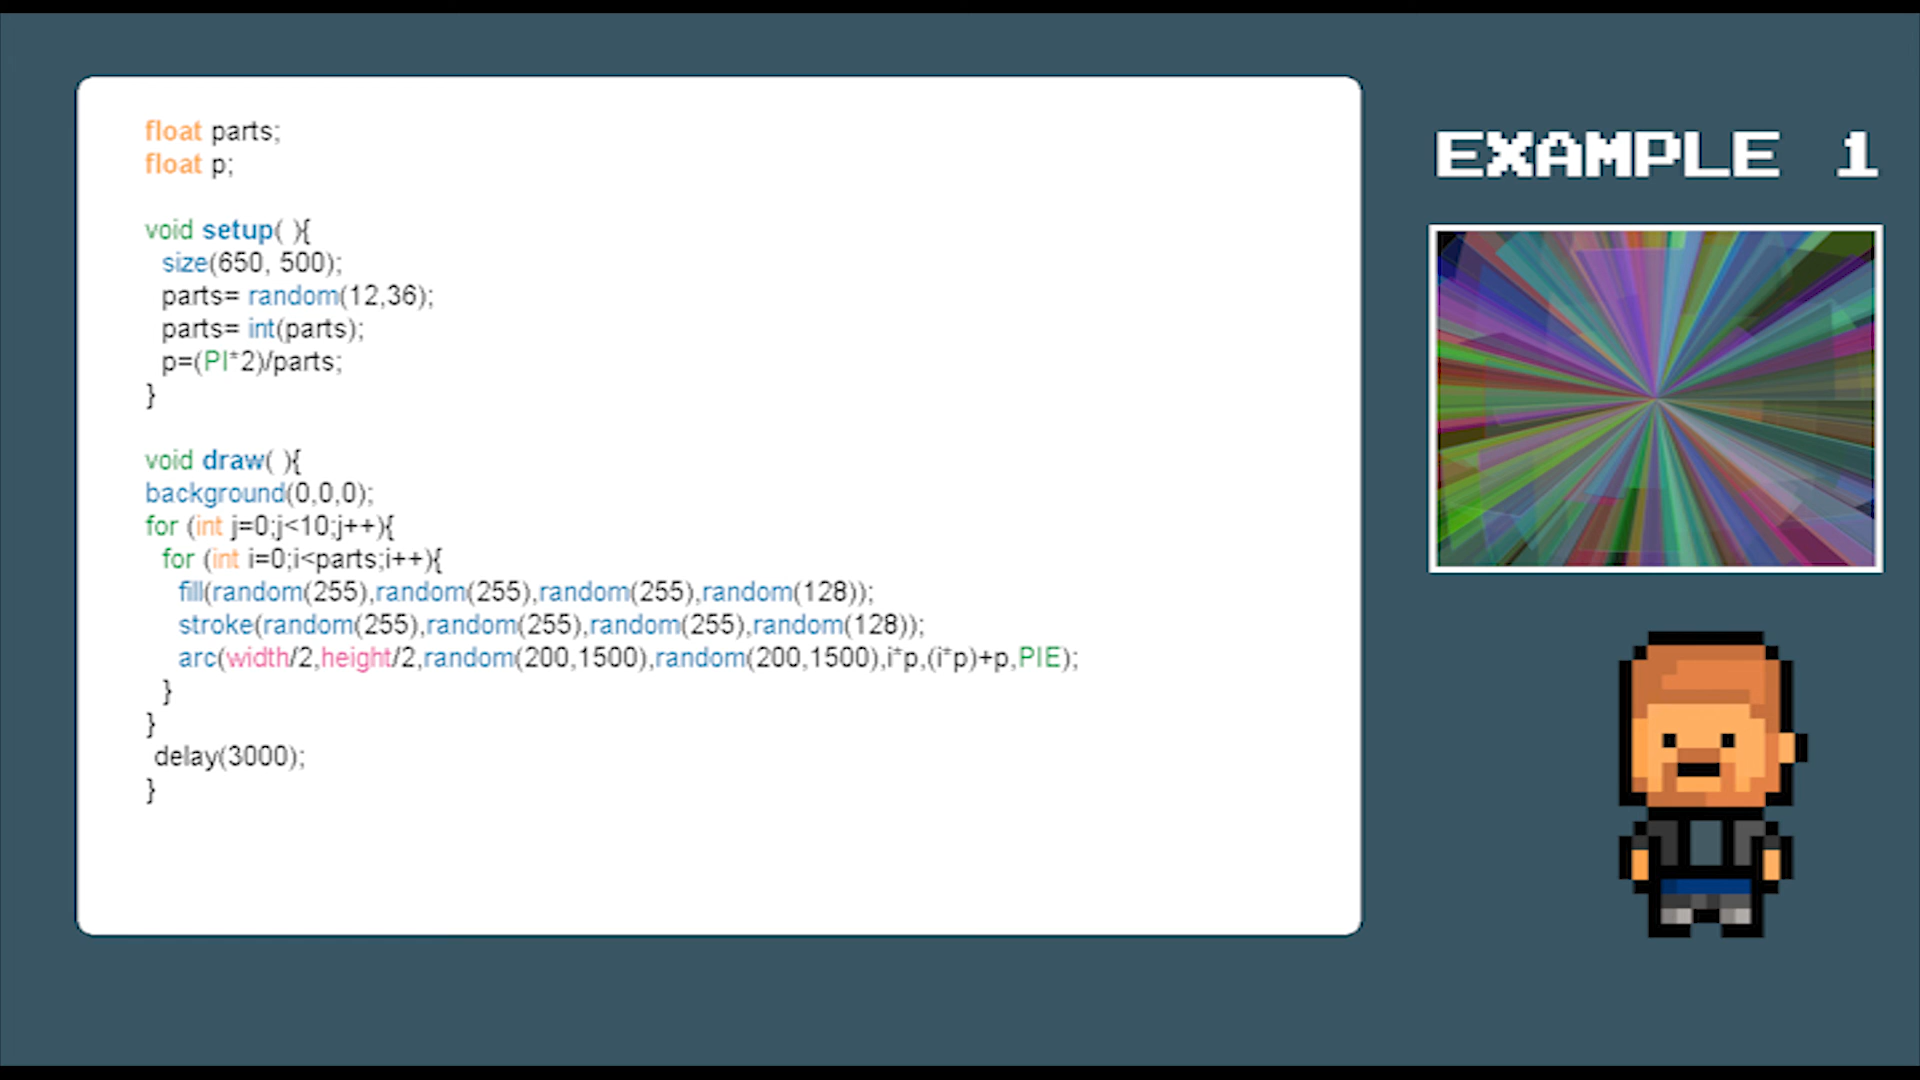 float parts;
float p;
void setup( ){
size(650, 500);
parts= random(12,36);
parts= int(parts);
p=(PI*2)/parts;
}
void draw( ){
background(0,0,0);
for (int j=0;j<10;j++){
for (int i=0;i<parts;i++){
fill(random(255),random(255),random(255),random(128));
stroke(random(255),random(255),random(255),random(128));
arc(width/2,height/2,random(200,1500),random(200,1500),i*p,(i*p)+p,PIE);
}
}
delay(3000);
}
EXAMPLE 1